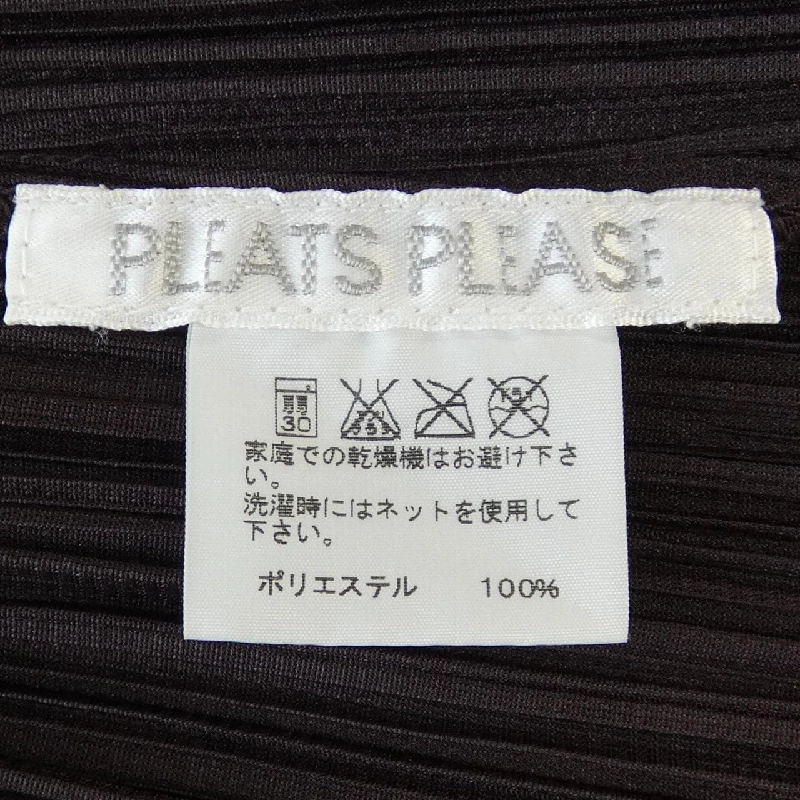 PLEATS PLEASE
弱
30
家庭での乾燥機はお避け下さ
い。
洗濯時にはネットを使用して
下さい。
ポリエステル 100%